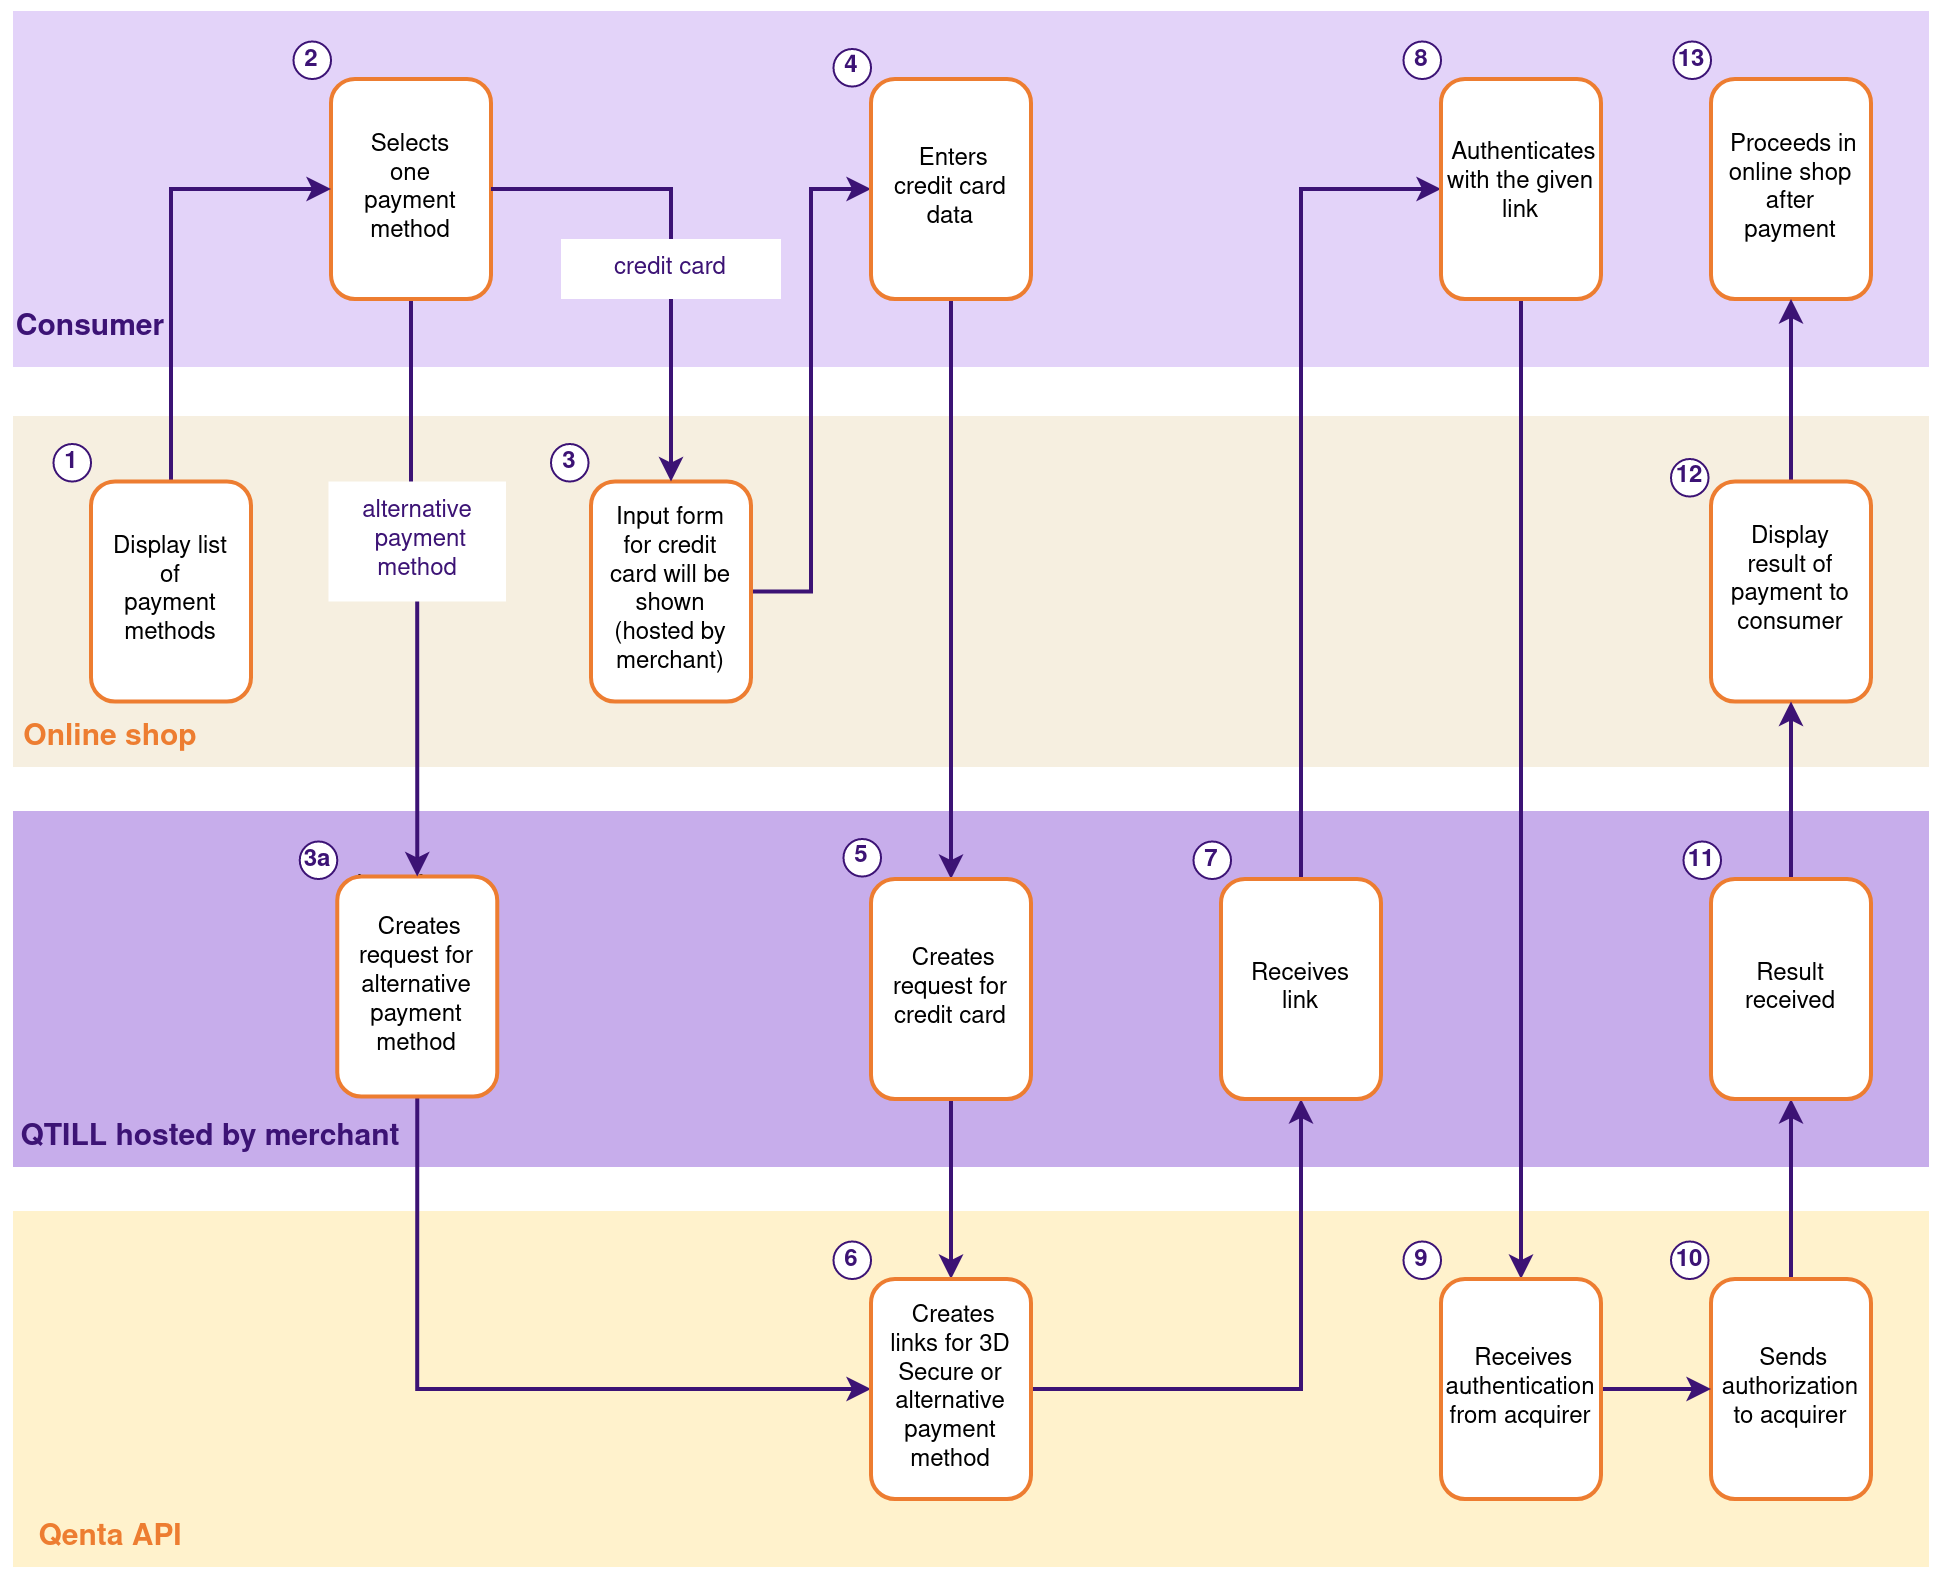 2
Selects
one
payment
method
credit card
4
Enters
credit card
data
8
Authenticates
with the given
link
13
Proceeds in
online shop
after
payment
Consumer
1
Display list
of
payment
methods
alternative
payment
method
3
Input form
for credit
card will be
shown
(hosted by
merchant)
12
Display
result of
payment to
consumer
Online shop
3a
Creates
request for
alternative
payment
method
5
Creates
request for
credit card
7
Receives
link
11
Result
received
QTILL hosted by merchant
6
Creates
links for 3D
Secure or
alternative
payment
method
9
Receives
authentication
from acquirer
10
Sends
authorization
to acquirer
Qenta API